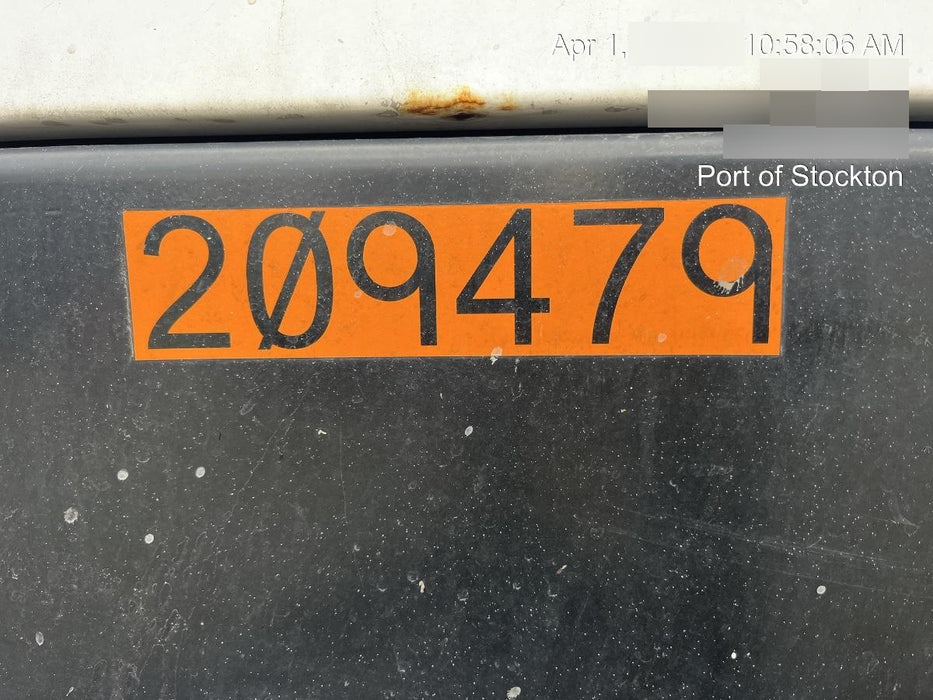 Apr 1, 10:58:06 AM
Port of Stockton
2Ø9479